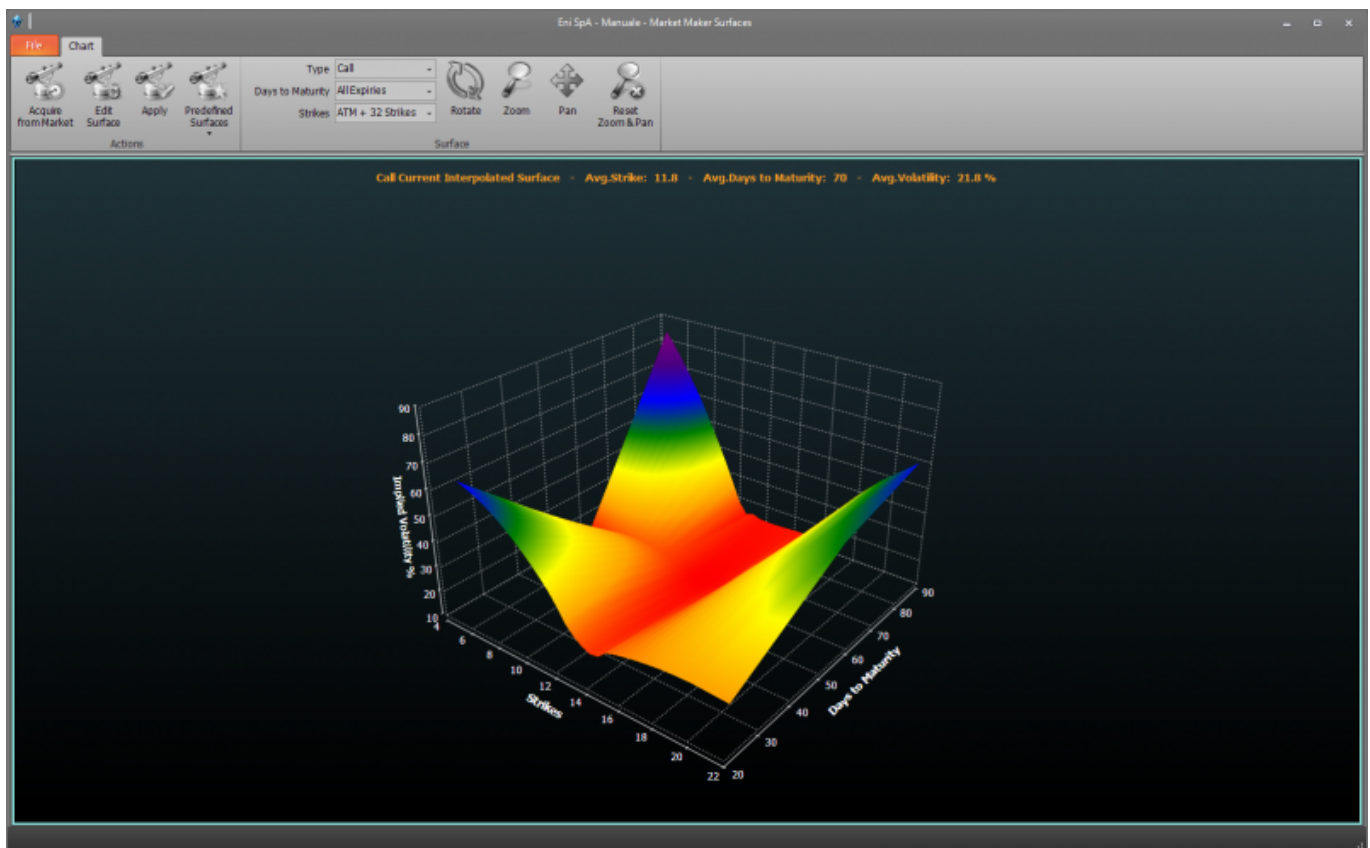 Eni SpA - Manuale - Market Maker Surfaces
File Chart
Type Call
Days to Maturity All Expiries
Strikes ATM + 32 Strikes
Acquire from Market
Edit Surface
Apply
Predefined Surfaces
Rotate
Zoom
Pan
Reset Zoom & Pan
Actions
Surface
Call Current Interpolated Surface - Avg.Strike: 11.8 - Avg.Days to Maturity: 70 - Avg.Volatility: 21.8 %
Implied Volatility %
90
80
70
60
50
40
30
20
10
Strikes
4
6
8
10
12
14
16
18
20
22
Days to Maturity
20
30
40
50
60
70
80
90